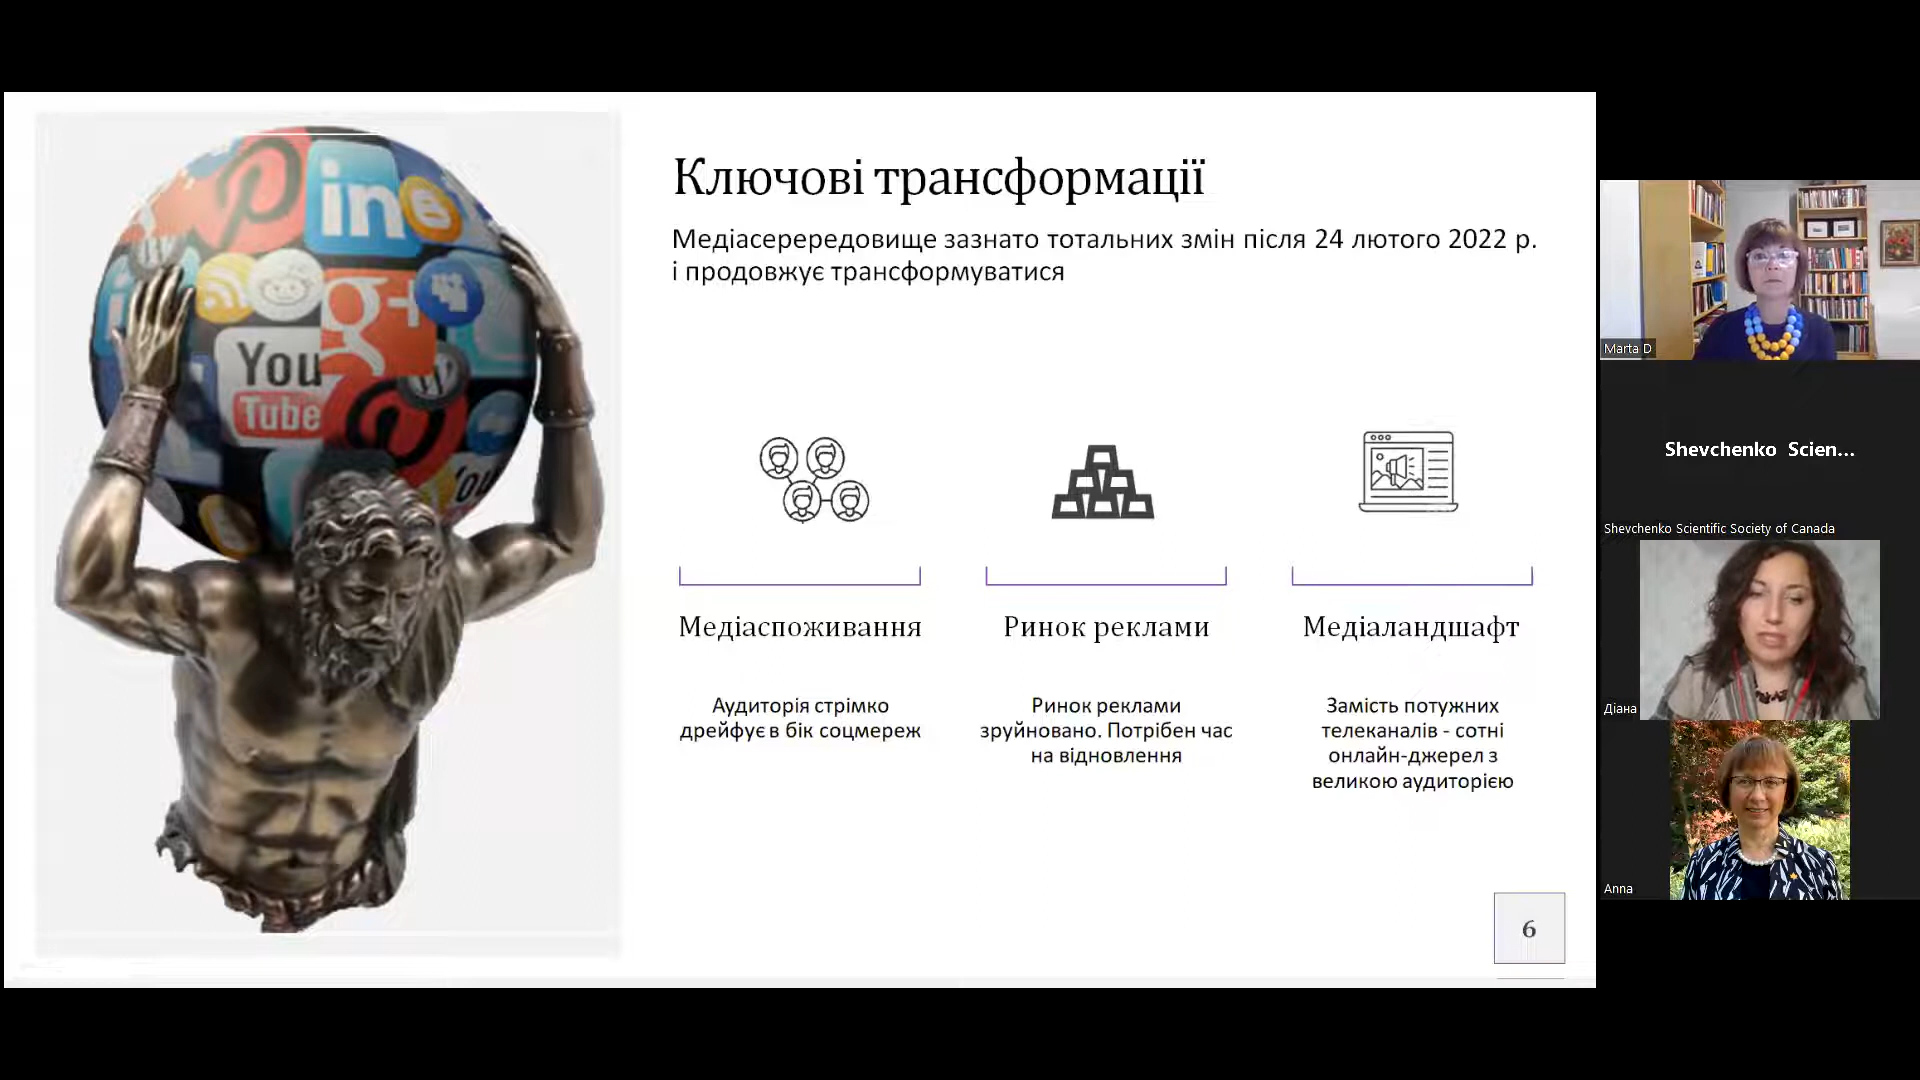 Ключові трансформації
Медіасерередовище зазнато тотальних змін після 24 лютого 2022 р.
і продовжує трансформуватися
in
g+
You
Tube
You
Медіаспоживання
Аудиторія стрімко
дрейфує в бік соцмереж
Ринок реклами
Ринок реклами
зруйновано. Потрібен час
на відновлення
Медіаландшафт
Замість потужних
телеканалів - сотні
онлайн-джерел з
великою аудиторією
6
Marta D
Shevchenko Scien...
Shevchenko Scientific Society of Canada
Діана
Anna